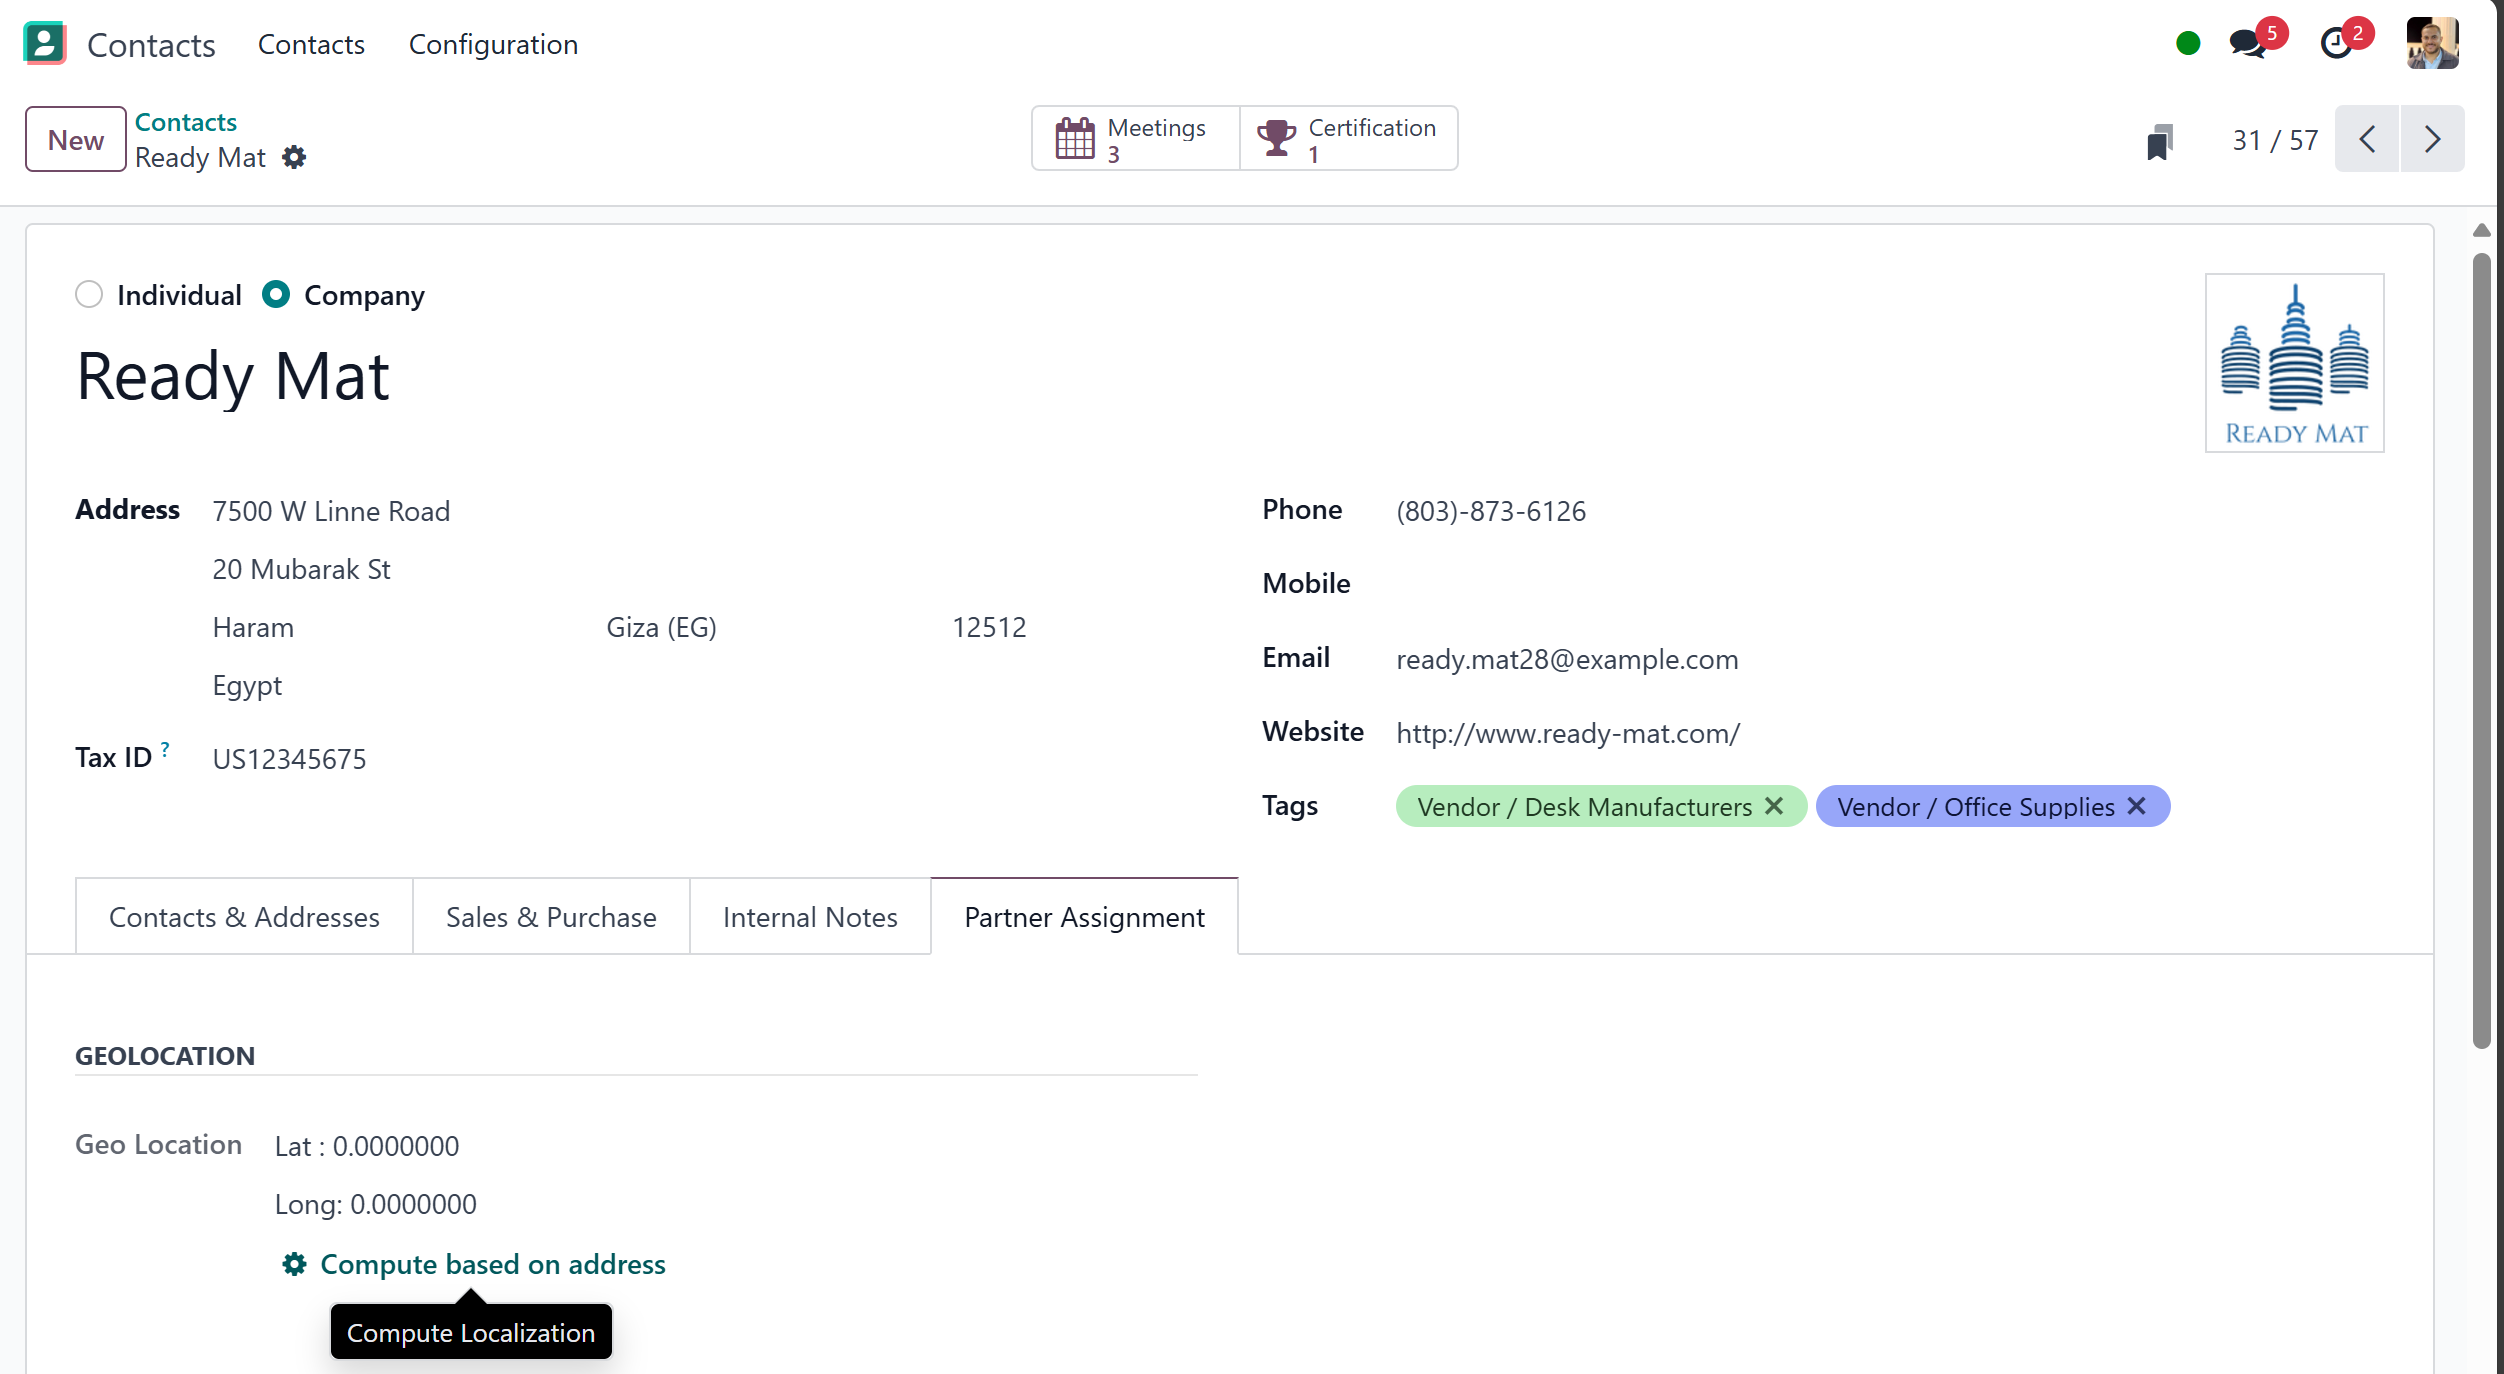 Contacts Contacts Configuration 5 2
New Contacts Meetings 3 Certification 1 31 / 57
Ready Mat
Individual Company
Ready Mat
READY MAT
Address 7500 W Linne Road
20 Mubarak St
Haram Giza (EG) 12512
Egypt
Tax ID ? US12345675
Phone (803)-873-6126
Mobile
Email ready.mat28@example.com
Website http://www.ready-mat.com/
Tags Vendor / Desk Manufacturers Vendor / Office Supplies
Contacts & Addresses Sales & Purchase Internal Notes Partner Assignment
GEOLOCATION
Geo Location Lat : 0.0000000
Long: 0.0000000
Compute based on address
Compute Localization